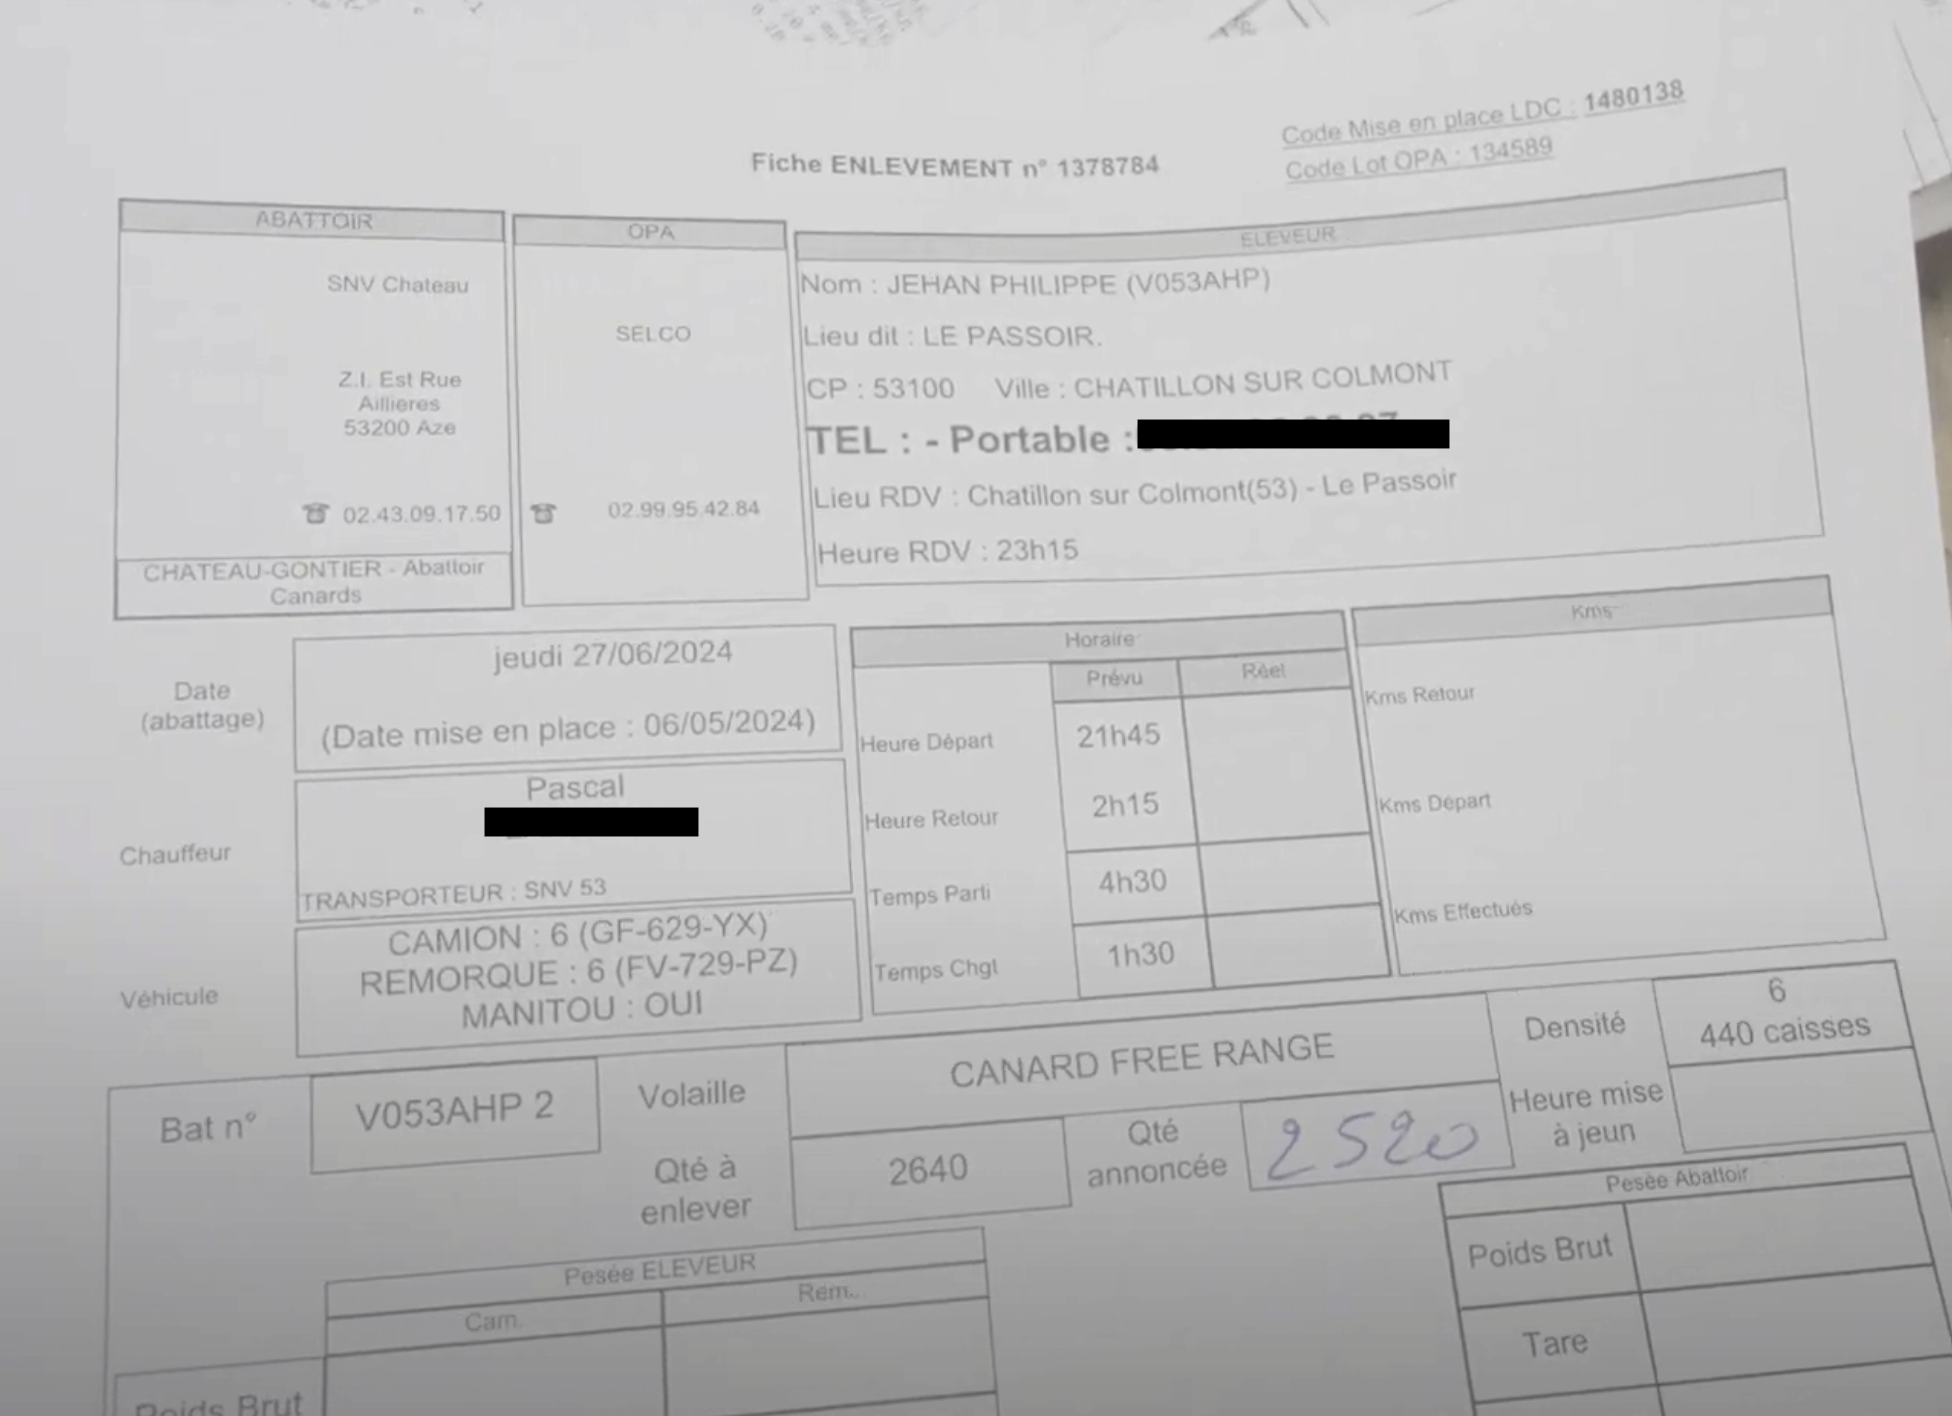 Code Mise en place LDC : 1480138
Code Lot OPA : 134589
Fiche ENLEVEMENT n° 1378784
ABATTOIR
SNV Chateau
Z.I. Est Rue
Aillieres
53200 Aze
☎ 02.43.09.17.50
CHATEAU-GONTIER - Abattoir
Canards
OPA
SELCO
☎ 02.99.95.42.84
ELEVEUR
Nom : JEHAN PHILIPPE (V053AHP)
Lieu dit : LE PASSOIR.
CP : 53100 Ville : CHATILLON SUR COLMONT
TEL : - Portable :
Lieu RDV : Chatillon sur Colmont(53) - Le Passoir
Heure RDV : 23h15
Date
(abattage)
jeudi 27/06/2024
(Date mise en place : 06/05/2024)
Chauffeur
Pascal
TRANSPORTEUR : SNV 53
Véhicule
CAMION : 6 (GF-629-YX)
REMORQUE : 6 (FV-729-PZ)
MANITOU : OUI
Horaire
Prévu Réel
Heure Départ 21h45
Heure Retour 2h15
Temps Parti 4h30
Temps Chgt 1h30
Kms
Kms Retour
Kms Départ
Kms Effectués
Bat n° V053AHP 2
Volaille CANARD FREE RANGE
Densité 6
440 caisses
Qté à
enlever
2640
Qté
annoncée
2520
Heure mise
à jeun
Pesée ELEVEUR
Cam. Rem.
Poids Brut
Pesée Abattoir
Poids Brut
Tare